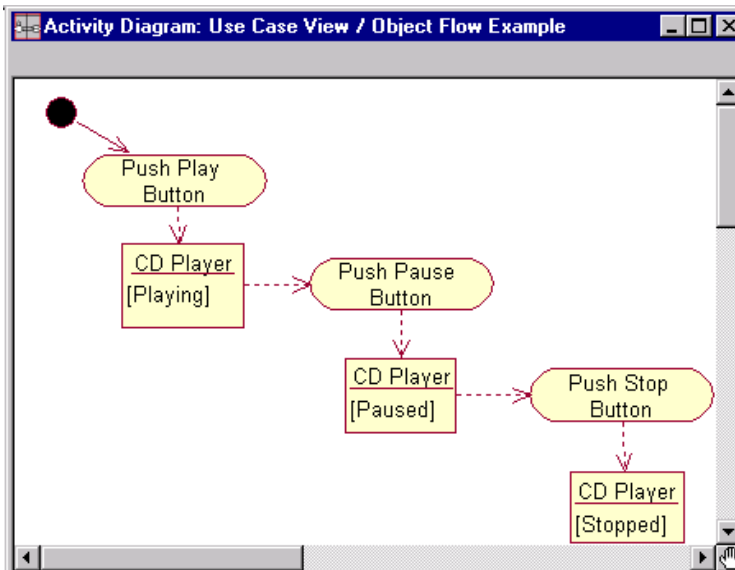 Activity Diagram: Use Case View / Object Flow Example
Push Play
Button
CD Player
[Playing]
Push Pause
Button
CD Player
[Paused]
Push Stop
Button
CD Player
[Stopped]